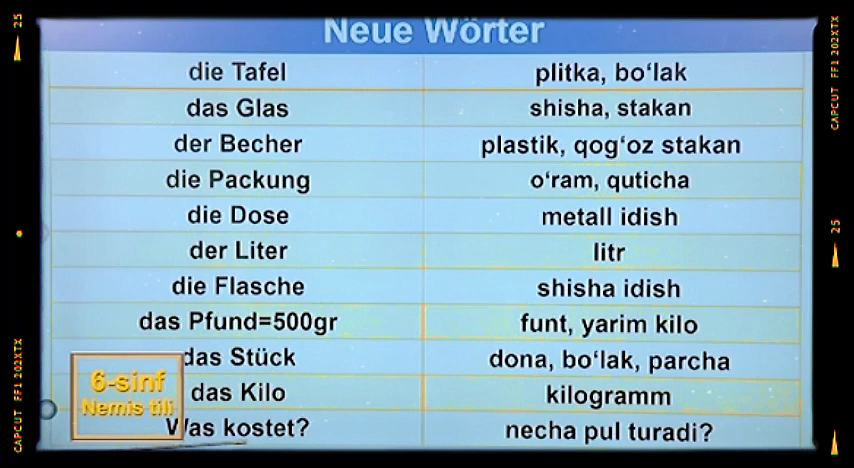 Neue Wörter
die Tafel plitka, bo‘lak
das Glas shisha, stakan
der Becher plastik, qog‘oz stakan
die Packung o‘ram, quticha
die Dose metall idish
der Liter litr
die Flasche shisha idish
das Pfund=500gr funt, yarim kilo
das Stück dona, bo‘lak, parcha
das Kilo kilogramm
Was kostet? necha pul turadi?
6-sinf
Nemis tili
25
CAPCUT FF1 202XTX
CAPCUT FF1 202XTX
25